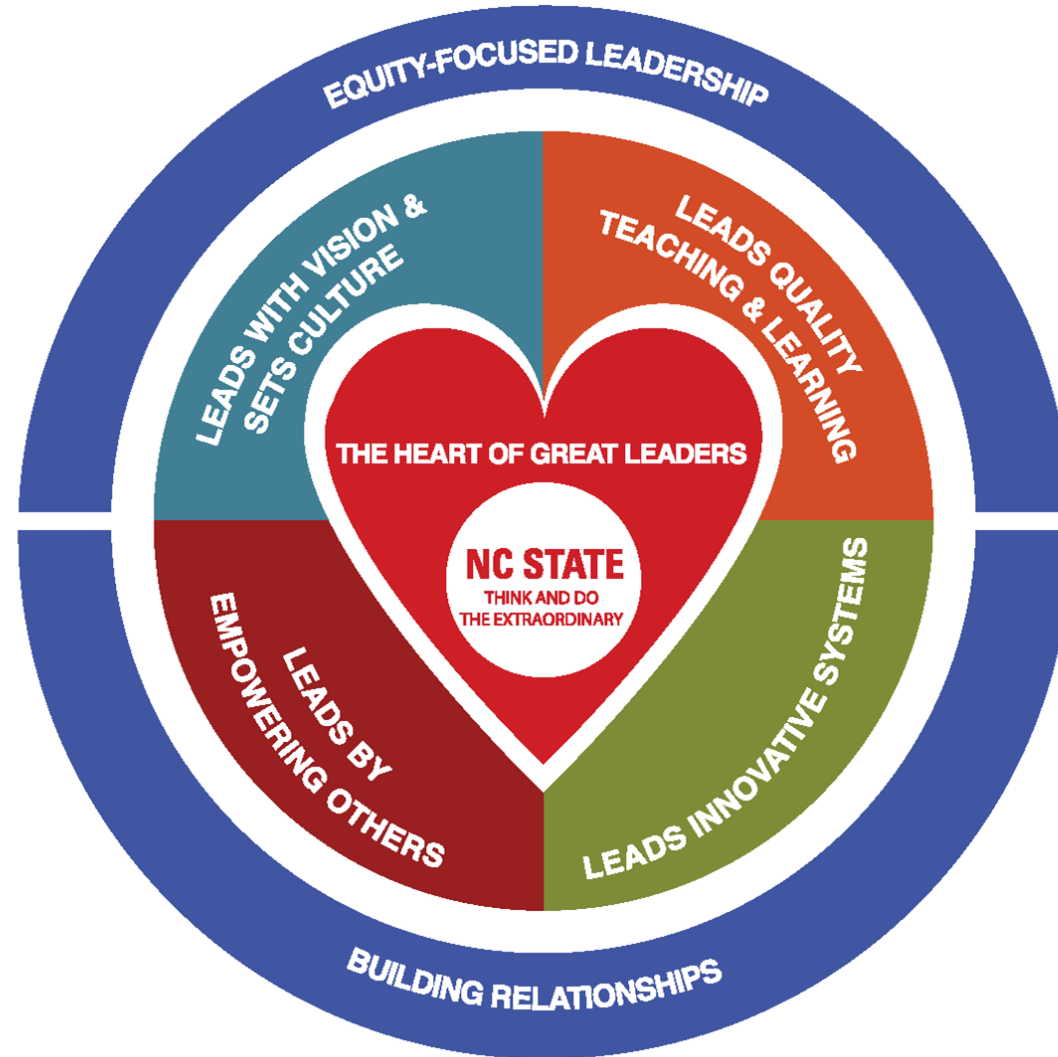 EQUITY-FOCUSED LEADERSHIP
LEADS WITH VISION &
SETS CULTURE
LEADS QUALITY
TEACHING & LEARNING
THE HEART OF GREAT LEADERS
NC STATE
THINK AND DO
THE EXTRAORDINARY
LEADS BY
EMPOWERING OTHERS
LEADS INNOVATIVE SYSTEMS
BUILDING RELATIONSHIPS